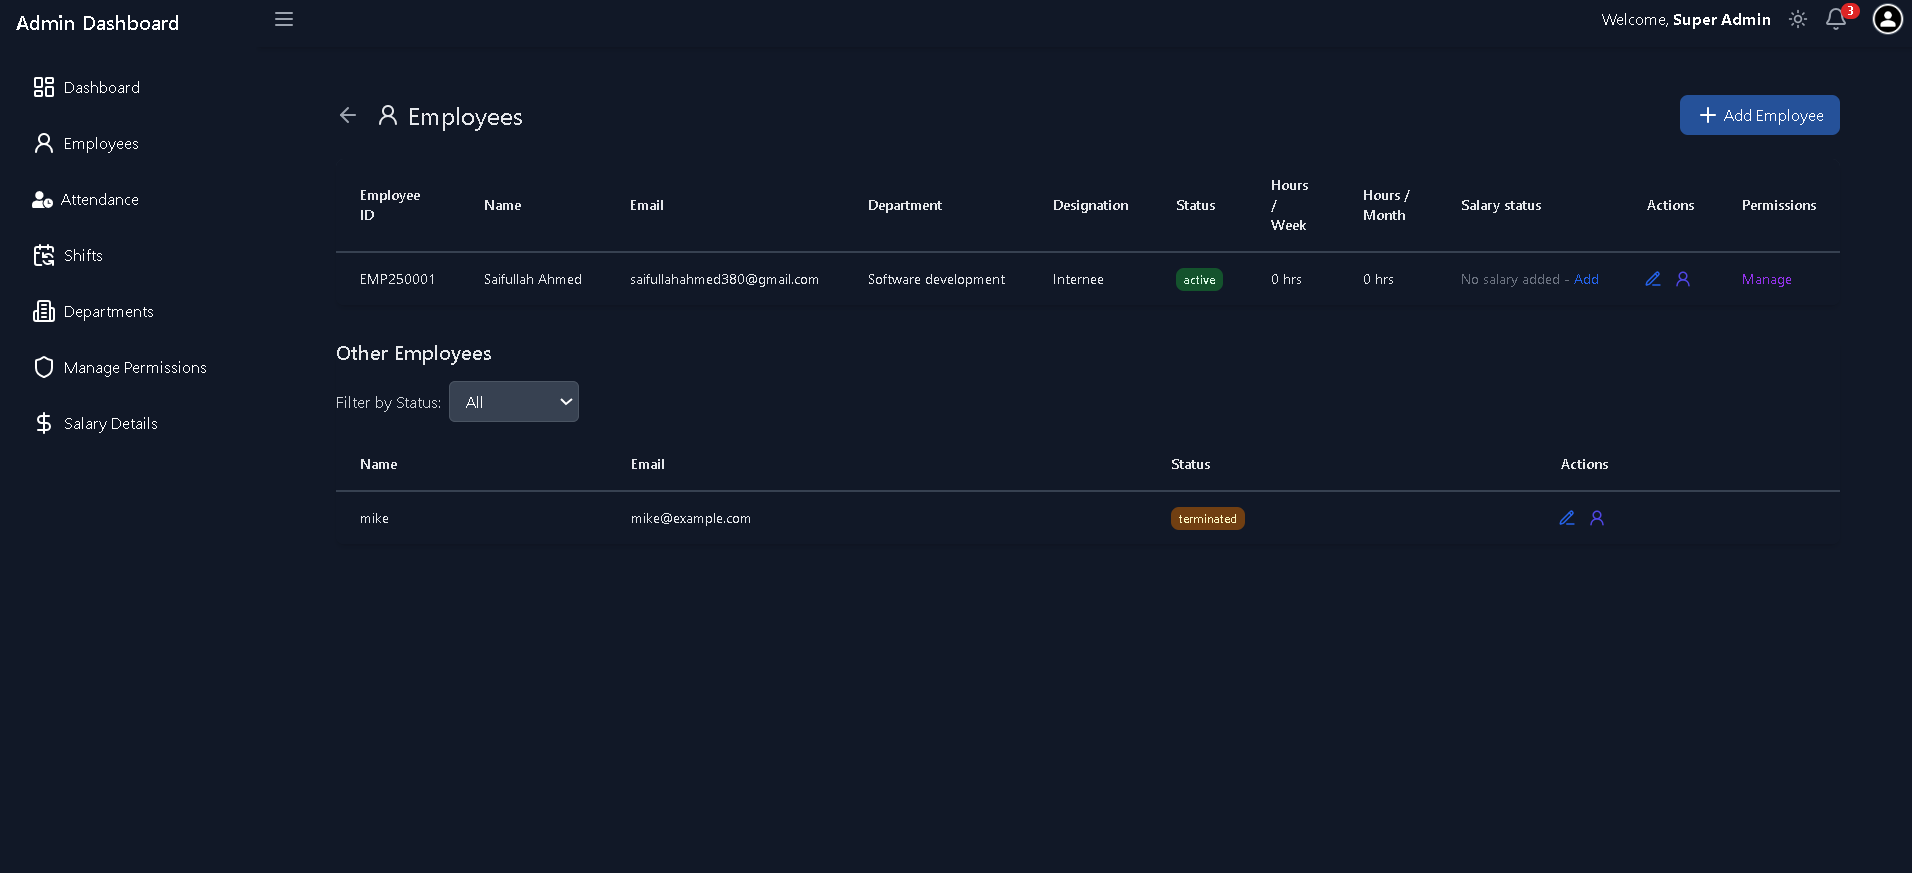 Admin Dashboard
Welcome, Super Admin
3
Dashboard
Employees
Attendance
Shifts
Departments
Manage Permissions
Salary Details
Employees
Add Employee
Employee ID Name Email Department Designation Status Hours / Week Hours / Month Salary status Actions Permissions
EMP250001 Saifullah Ahmed saifullahahmed380@gmail.com Software development Internee active 0 hrs 0 hrs No salary added - Add Manage
Other Employees
Filter by Status: All
Name Email Status Actions
mike mike@example.com terminated